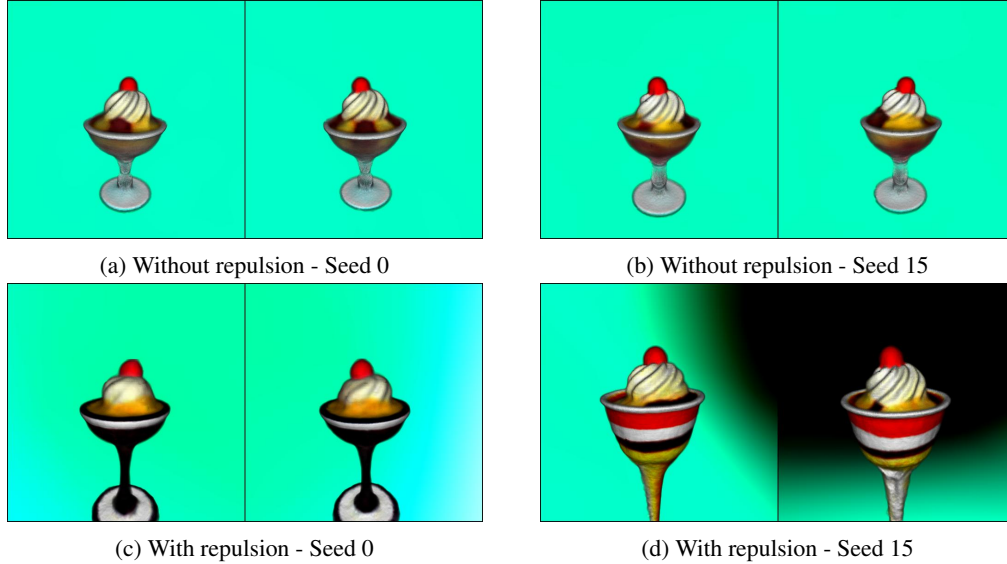 (a) Without repulsion - Seed 0
(b) Without repulsion - Seed 15
(c) With repulsion - Seed 0
(d) With repulsion - Seed 15